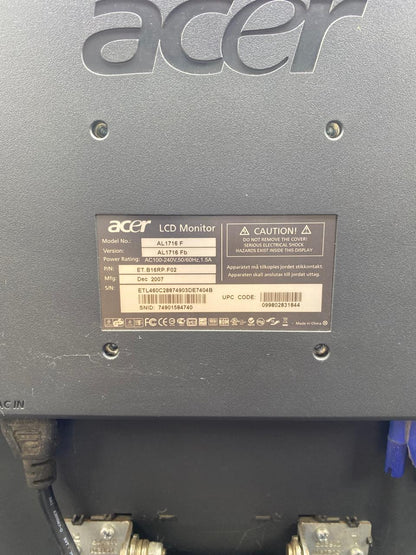 acer
acer LCD Monitor
Model No.: AL1716 F
Version: AL1716 Fb
Power Rating: AC100-240V,50/60Hz,1.5A
P/N: ET.B16RP.F02
Mfg: Dec 2007
S/N:
ETL460C28874903DE7404B
SNID: 74901584740
UPC CODE:
099802831844
CAUTION!
DO NOT REMOVE THE COVER!
SERIOUS ELECTRICAL SHOCK
HAZARDS EXIST INSIDE THIS DISPLAY
Apparatet må tilkoples jordet stikkontakt.
Apparaten skall anslutas till jordat uttag.
Made in China
AC IN